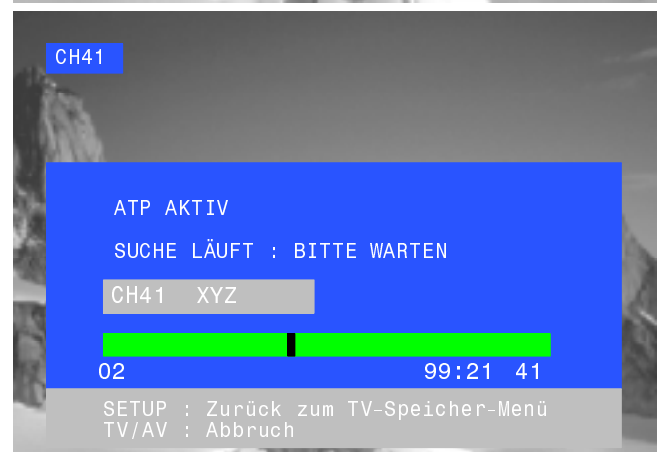 CH41
ATP AKTIV
SUCHE LÄUFT : BITTE WARTEN
CH41 XYZ
02 99:21 41
SETUP : Zurück zum TV-Speicher-Menü
TV/AV : Abbruch